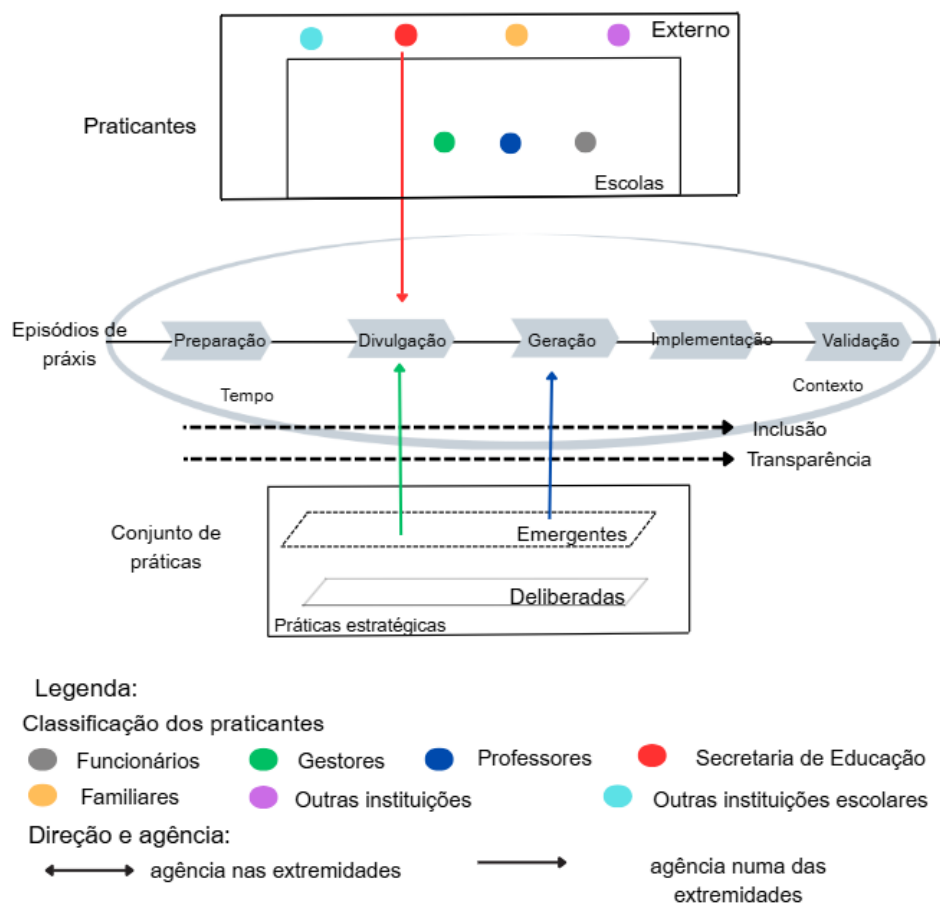 Externo
Praticantes
Escolas
Episódios de
práxis
Preparação
Divulgação
Geração
Implementação
Validação
Tempo
Contexto
Inclusão
Transparência
Conjunto de
práticas
Emergentes
Deliberadas
Práticas estratégicas
Legenda:
Classificação dos praticantes
Funcionários
Gestores
Professores
Secretaria de Educação
Familiares
Outras instituições
Outras instituições escolares
Direção e agência:
agência nas extremidades
agência numa das
extremidades